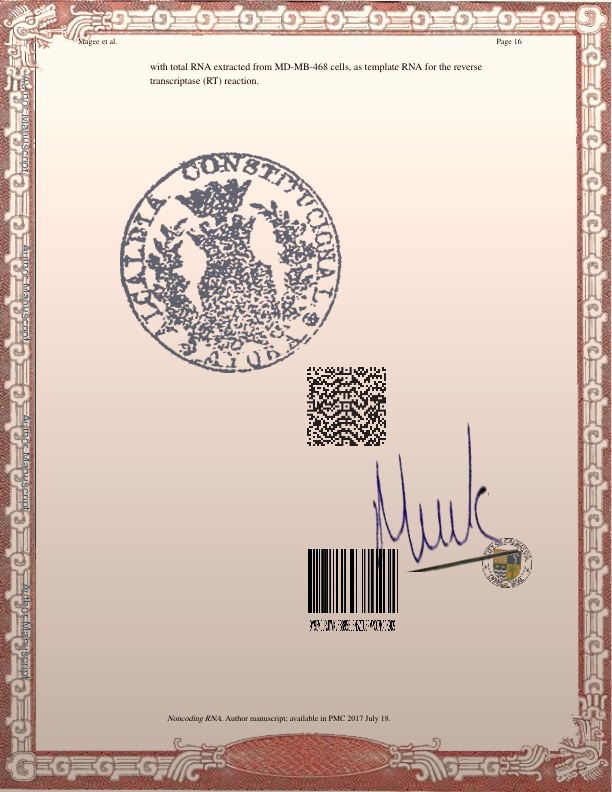 Magee et al. Page 16
with total RNA extracted from MD-MB-468 cells, as template RNA for the reverse
transcriptase (RT) reaction.
Author Manuscript
Author Manuscript
Author Manuscript
Author Manuscript
ALCALDIA CONSTITUCIONAL
Noncoding RNA. Author manuscript; available in PMC 2017 July 18.